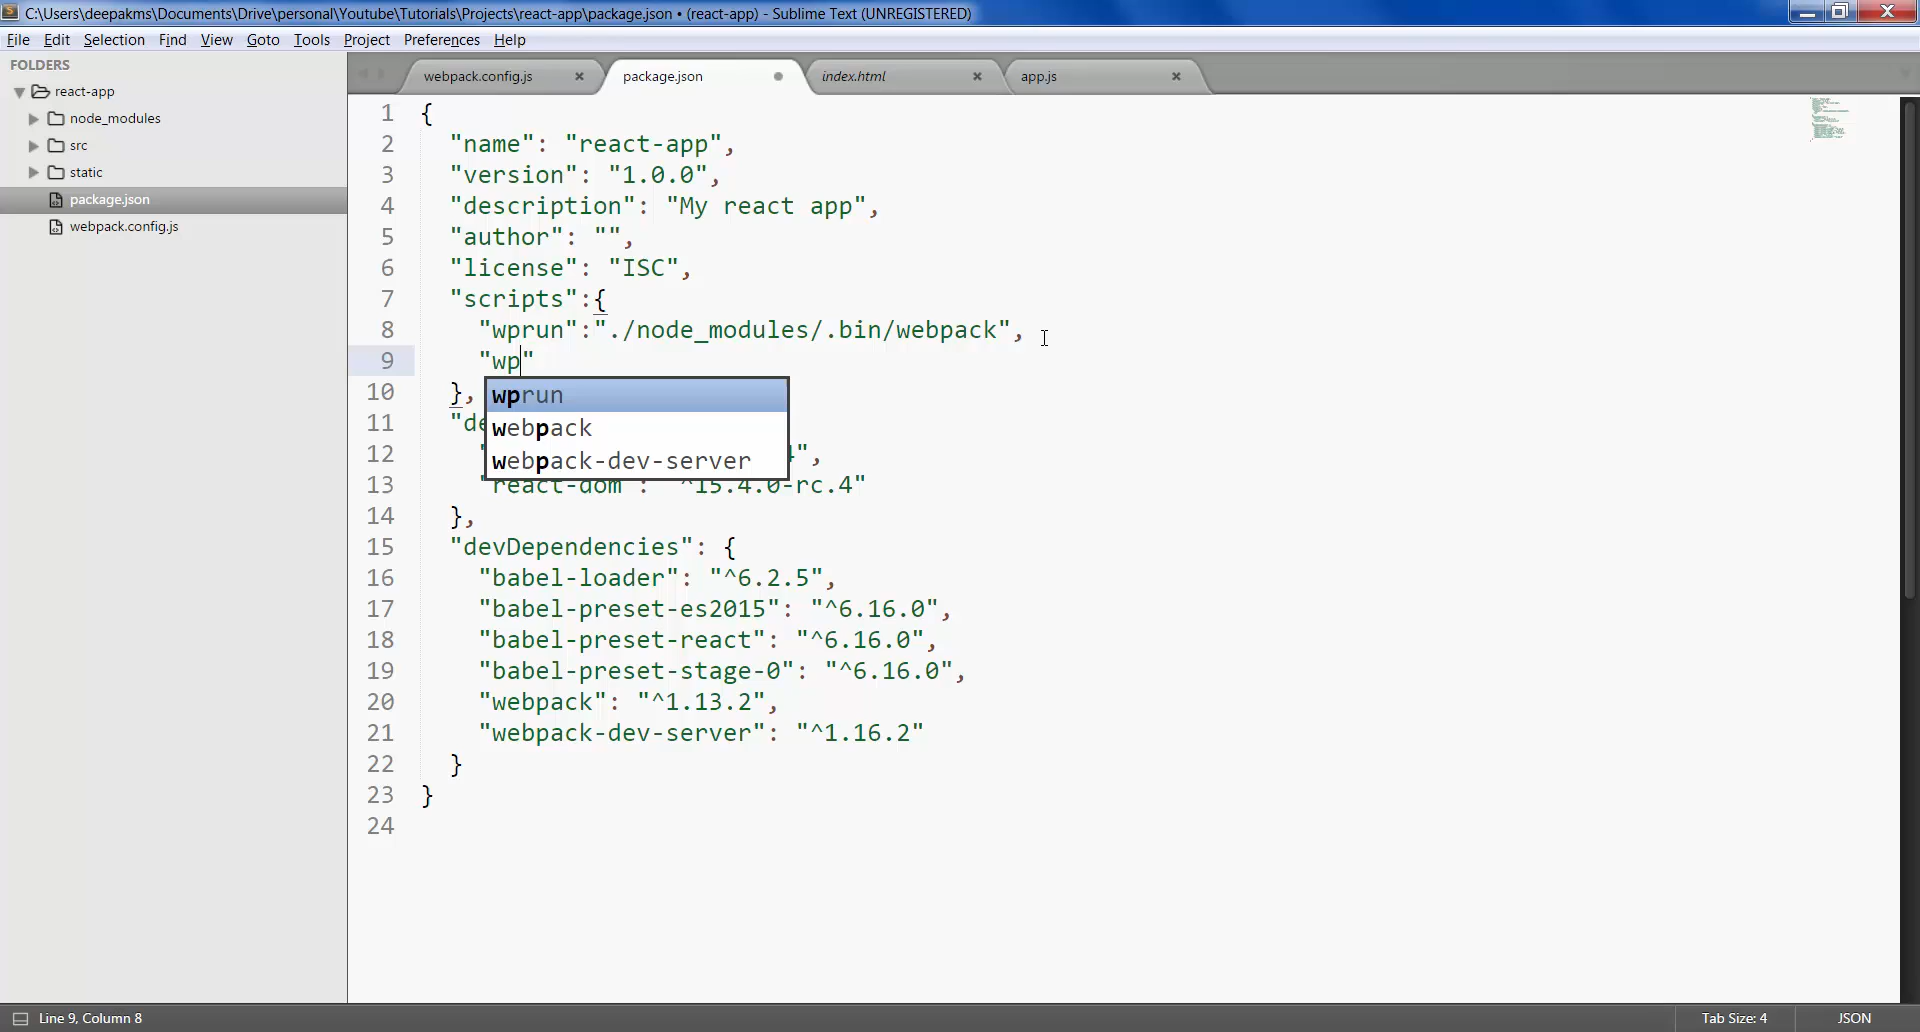 C:\Users\deepakms\Documents\Drive\personal\Youtube\Tutorials\Projects\react-app\package.json • (react-app) - Sublime Text (UNREGISTERED)
File Edit Selection Find View Goto Tools Project Preferences Help
FOLDERS
react-app
node_modules
src
static
package.json
webpack.config.js
webpack.config.js package.json index.html app.js
1 {
2 "name": "react-app",
3 "version": "1.0.0",
4 "description": "My react app",
5 "author": "",
6 "license": "ISC",
7 "scripts":{
8 "wprun":"./node_modules/.bin/webpack",
9 "wp"
10 },
wprun
11 "de
webpack
12 4",
webpack-dev-server
13 "react-dom": "^15.4.0-rc.4"
14 },
15 "devDependencies": {
16 "babel-loader": "^6.2.5",
17 "babel-preset-es2015": "^6.16.0",
18 "babel-preset-react": "^6.16.0",
19 "babel-preset-stage-0": "^6.16.0",
20 "webpack": "^1.13.2",
21 "webpack-dev-server": "^1.16.2"
22 }
23 }
24
Line 9, Column 8
Tab Size: 4
JSON